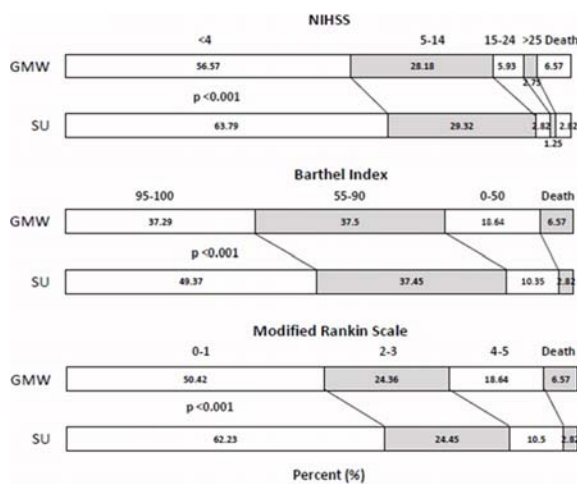 NIHSS
<4 5-14 15-24 >25 Death
GMW 56.57 28.18 5.93 2.75 6.57
p <0.001
SU 63.79 29.32 2.82 1.25 2.82
Barthel Index
95-100 55-90 0-50 Death
GMW 37.29 37.5 18.64 6.57
p <0.001
SU 49.37 37.45 10.35 2.82
Modified Rankin Scale
0-1 2-3 4-5 Death
GMW 50.42 24.36 18.64 6.57
p <0.001
SU 62.23 24.45 10.5 2.82
Percent (%)